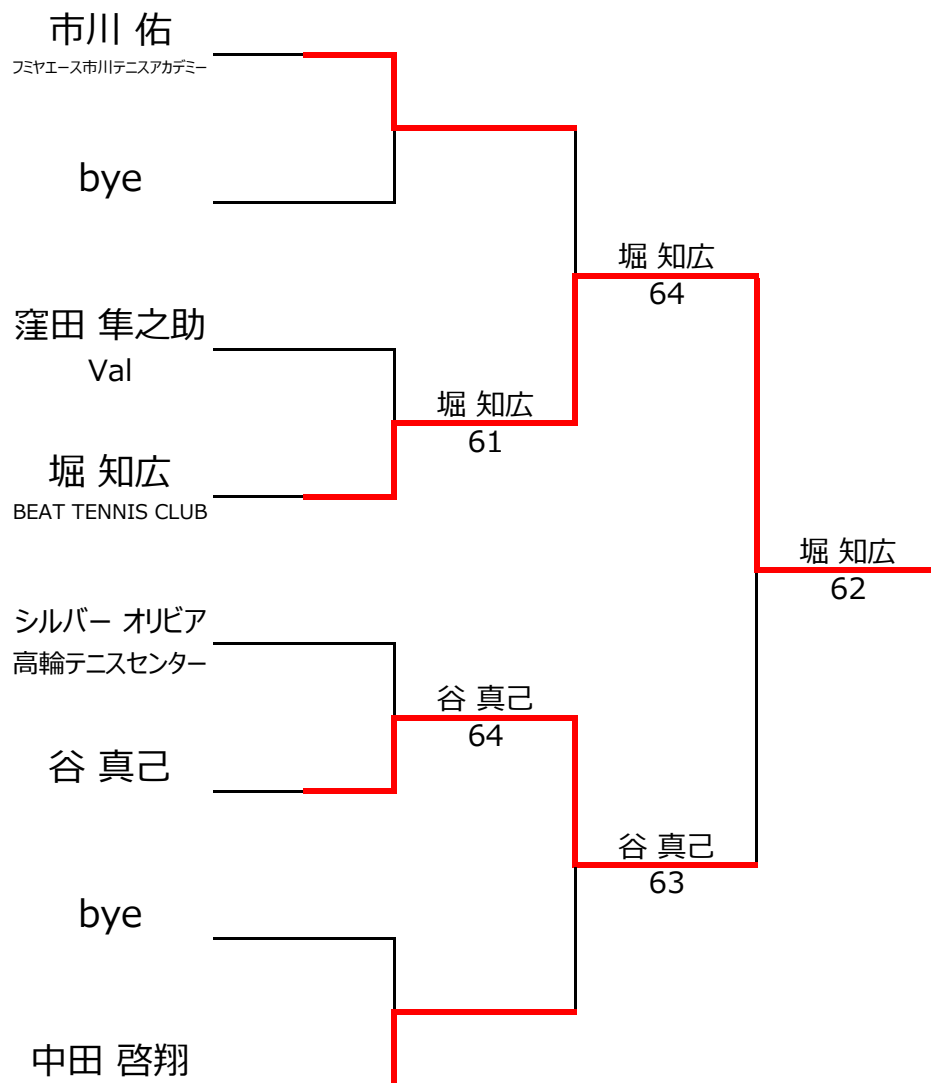 市川 佑
フミヤエース市川テニスアカデミー
bye
堀 知広
64
窪田 隼之助
Val
堀 知広
61
堀 知広
BEAT TENNIS CLUB
堀 知広
62
シルバー オリビア
高輪テニスセンター
谷 真己
64
谷 真己
谷 真己
63
bye
中田 啓翔